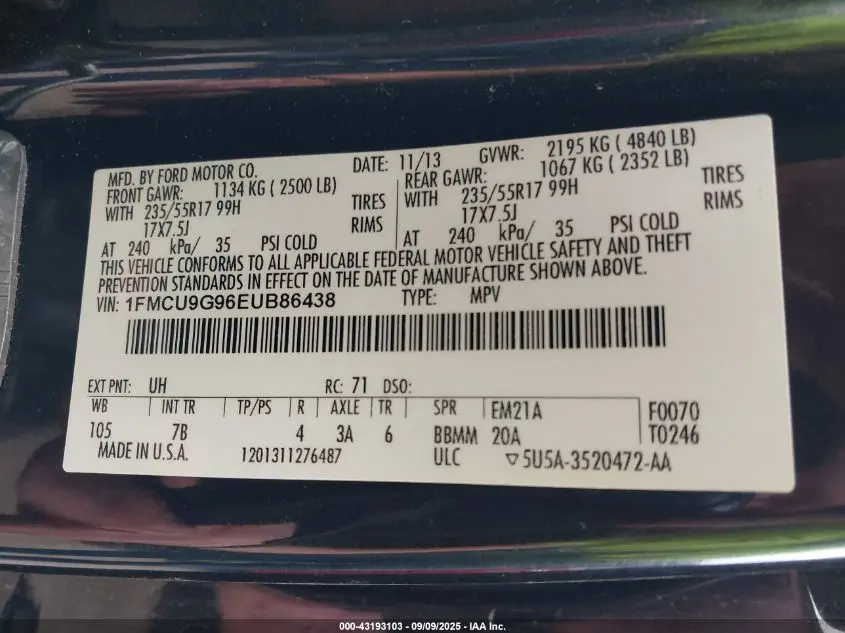 MFD. BY FORD MOTOR CO. DATE: 11/13 GVWR: 2195 KG ( 4840 LB)
FRONT GAWR: 1134 KG ( 2500 LB) REAR GAWR: 1067 KG ( 2352 LB)
WITH 235/55R17 99H TIRES WITH 235/55R17 99H TIRES
17X7.5J RIMS 17X7.5J RIMS
AT 240 kPa/ 35 PSI COLD AT 240 kPa/ 35 PSI COLD
THIS VEHICLE CONFORMS TO ALL APPLICABLE FEDERAL MOTOR VEHICLE SAFETY AND THEFT
PREVENTION STANDARDS IN EFFECT ON THE DATE OF MANUFACTURE SHOWN ABOVE.
VIN: 1FMCU9G96EUB86438 TYPE: MPV
EXT PNT: UH RC: 71 DSO:
WB INT TR TP/PS R AXLE TR SPR EM21A F0070
105 7B 4 3A 6 BBMM 20A T0246
MADE IN U.S.A. 1201311276487 ULC ▽5U5A-3520472-AA
000-43193103 - 09/09/2025 - IAA Inc.